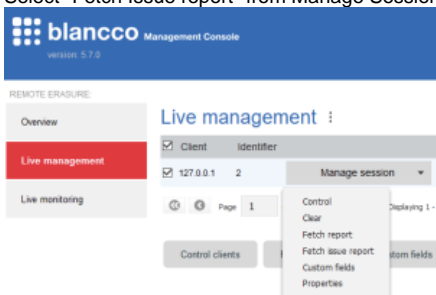 Select "Fetch Issue report" from Manage Session
blancco Management Console
version: 5.7.0
REMOTE ERASURE:
Overview
Live management
Live monitoring
Live management
Client Identifier
127.0.0.1 2 Manage session
Page 1 Displaying 1 -
Control
Clear
Fetch report
Fetch issue report
Custom fields
Properties
Control clients
stom fields